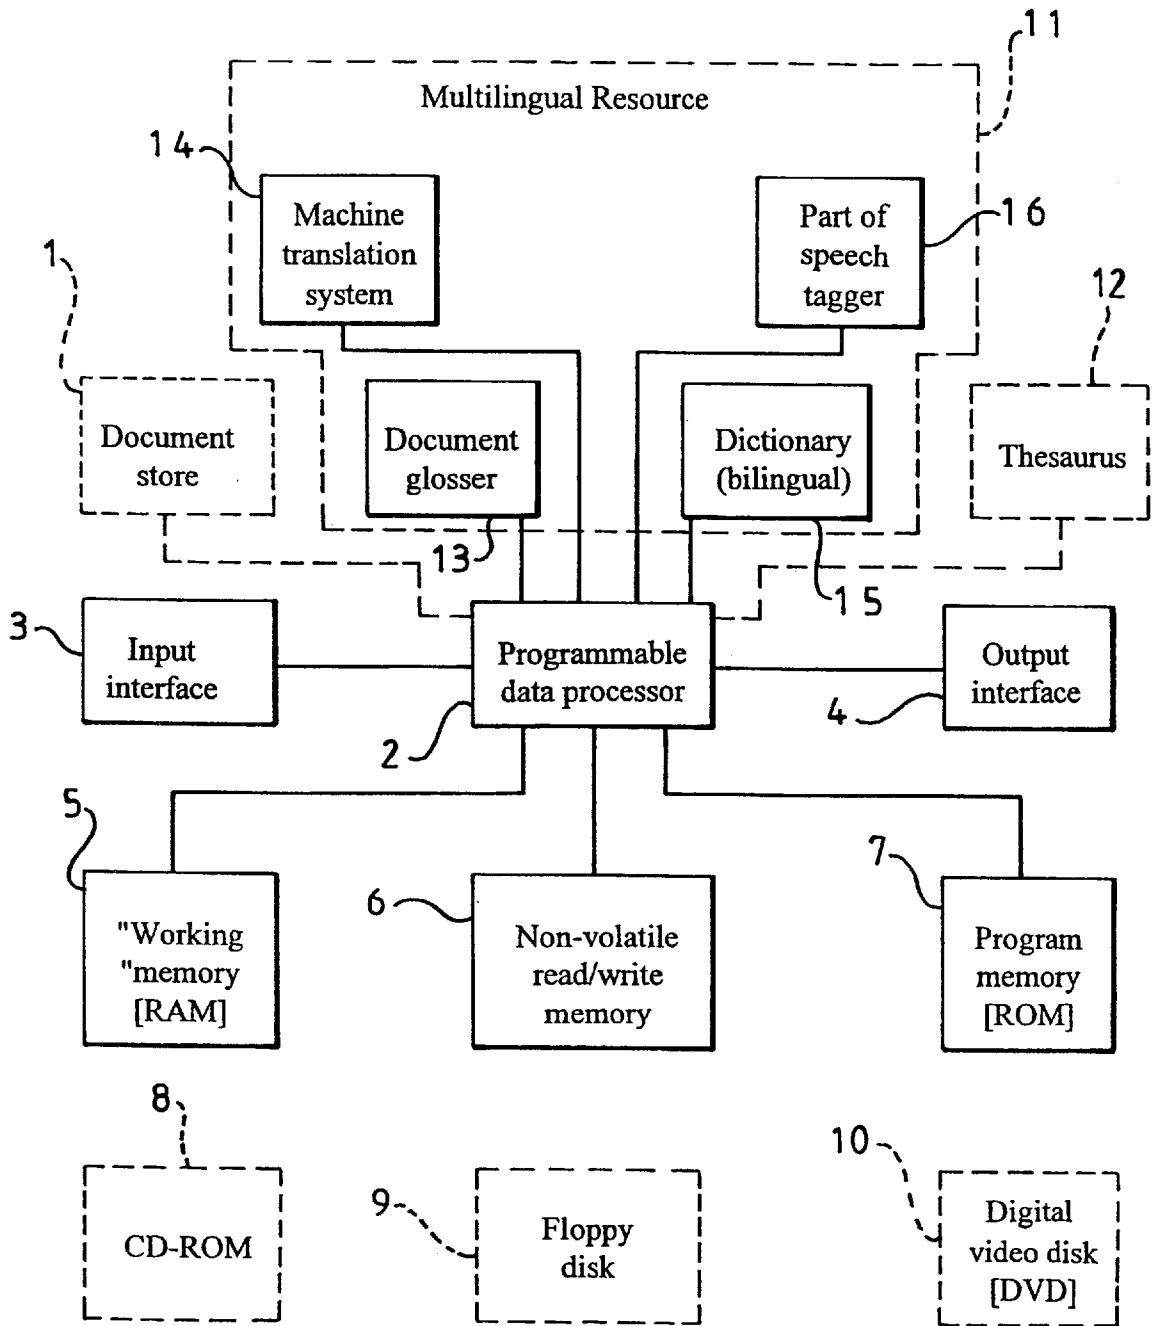 11
Multilingual Resource
14
Machine
translation
system
Part of
speech
tagger
16
1
12
Document
store
Document
glosser
Dictionary
(bilingual)
Thesaurus
13
15
3
Input
interface
Programmable
data processor
Output
interface
2
4
5
"Working
"memory
[RAM]
6
Non-volatile
read/write
memory
7
Program
memory
[ROM]
8
CD-ROM
9
Floppy
disk
10
Digital
video disk
[DVD]